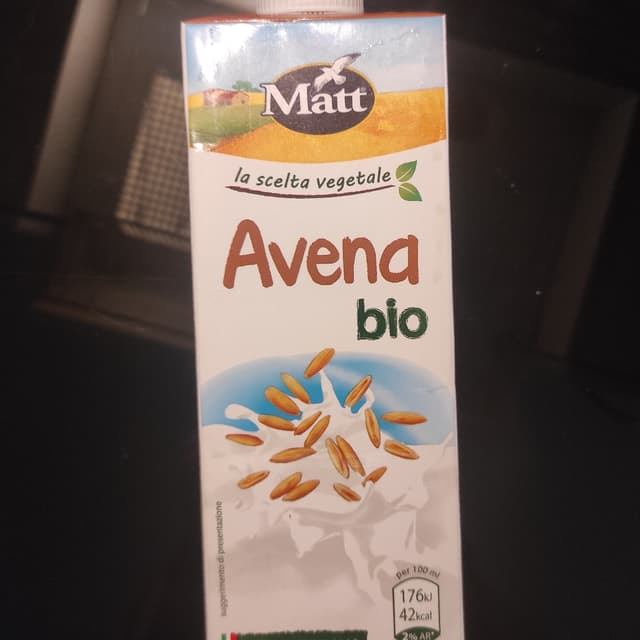 Matt
la scelta vegetale
Avena
bio
suggerimento di presentazione
per 100 ml
176kJ
42kcal
2% AR*